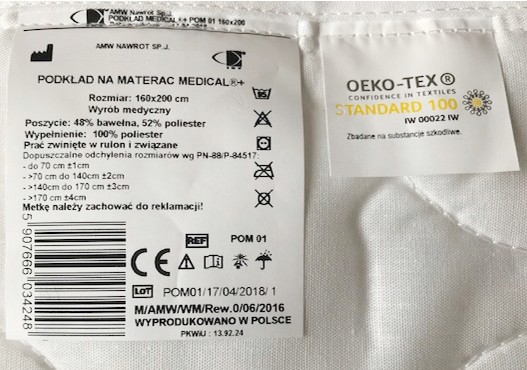 AMW NAWROT SP.J.
PODKŁAD MEDICAL®+ POM 01 160x200
AMW NAWROT SP.J.
PODKŁAD NA MATERAC MEDICAL®+
Rozmiar: 160x200 cm
Wyrób medyczny
Poszycie: 48% bawełna, 52% poliester
Wypełnienie: 100% poliester
Prać zwinięte w rulon i związane
Dopuszczalne odchylenia rozmiarów wg PN-88/P-84517:
- do 70 cm ±1cm
- >70 cm do 140cm ±2cm
- >140cm do 170 cm ±3cm
- >170 cm ±4cm
Metkę należy zachować do reklamacji!
95
5 907666 034248
REF POM 01
CE
LOT POM01/17/04/2018/ 1
M/AMW/WM/Rew.0/06/2016
WYPRODUKOWANO W POLSCE
PKWiU : 13.92.24
OEKO-TEX®
CONFIDENCE IN TEXTILES
STANDARD 100
IW 00022 IW
Zbadane na substancje szkodliwe.